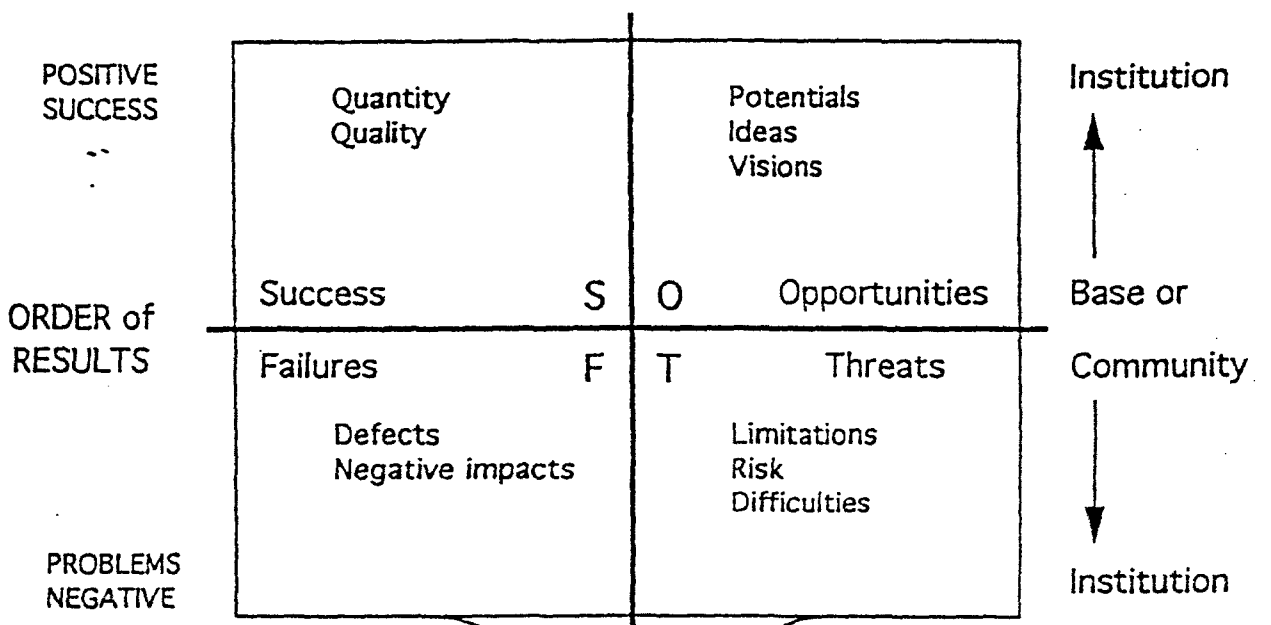 POSITIVE
SUCCESS
Quantity
Quality
Potentials
Ideas
Visions
Institution
ORDER of
RESULTS
Success S O Opportunities
Base or
Failures F T Threats
Community
Defects
Negative impacts
Limitations
Risk
Difficulties
PROBLEMS
NEGATIVE
Institution